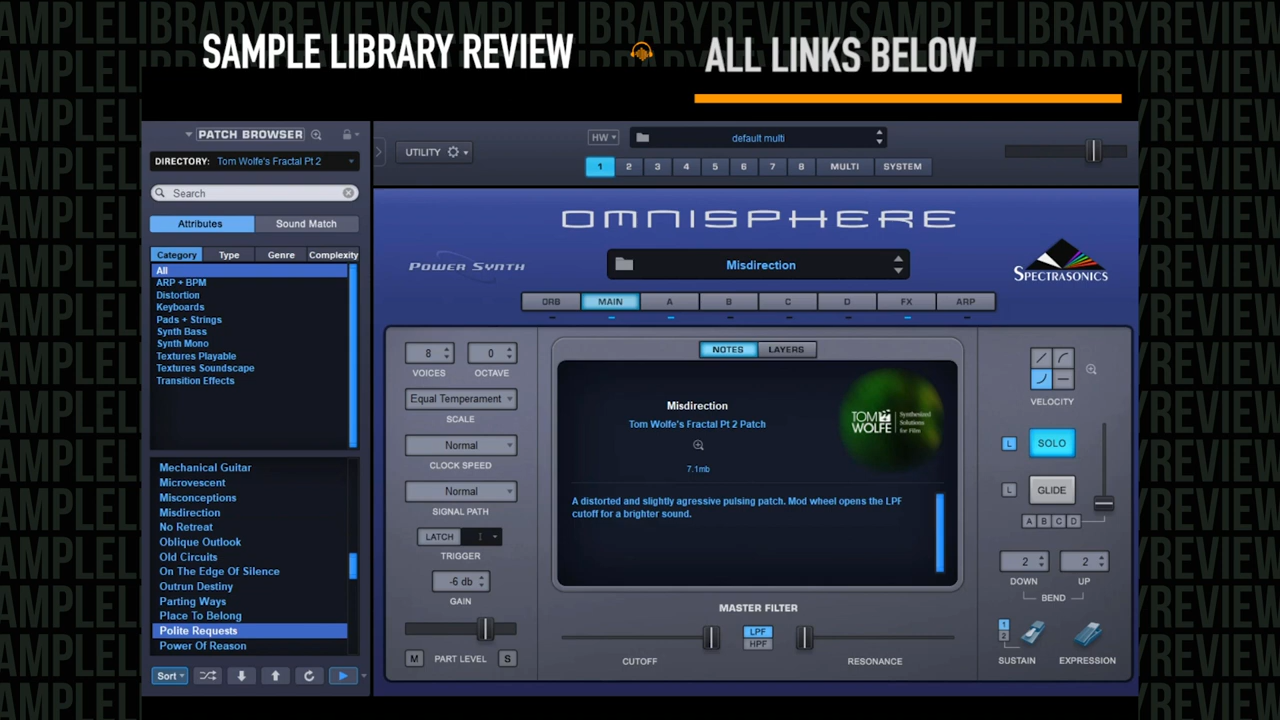 SAMPLE LIBRARY REVIEW
ALL LINKS BELOW
PATCH BROWSER
DIRECTORY: Tom Wolfe's Fractal Pt 2
Search
Attributes
Sound Match
Category
Type
Genre
Complexity
All
ARP + BPM
Distortion
Keyboards
Pads + Strings
Synth Bass
Synth Mono
Textures Playable
Textures Soundscape
Transition Effects
Mechanical Guitar
Microvescent
Misconceptions
Misdirection
No Retreat
Oblique Outlook
Old Circuits
On The Edge Of Silence
Outrun Destiny
Parting Ways
Place To Belong
Polite Requests
Power Of Reason
Sort
UTILITY
HW
default multi
1 2 3 4 5 6 7 8 MULTI SYSTEM
OMNISPHERE
POWER SYNTH
Misdirection
SPECTRASONICS
ORB MAIN A B C D FX ARP
8
VOICES
0
OCTAVE
Equal Temperament
SCALE
Normal
CLOCK SPEED
Normal
SIGNAL PATH
LATCH
TRIGGER
-6 db
GAIN
M PART LEVEL S
NOTES LAYERS
Misdirection
Tom Wolfe's Fractal Pt 2 Patch
7.1mb
TOM WOLFE
Synthesized
Solutions
for Film
A distorted and slightly agressive pulsing patch. Mod wheel opens the LPF
cutoff for a brighter sound.
MASTER FILTER
LPF
HPF
CUTOFF
RESONANCE
VELOCITY
L SOLO
L GLIDE
A B C D
2
DOWN
2
UP
BEND
1
2
SUSTAIN
EXPRESSION